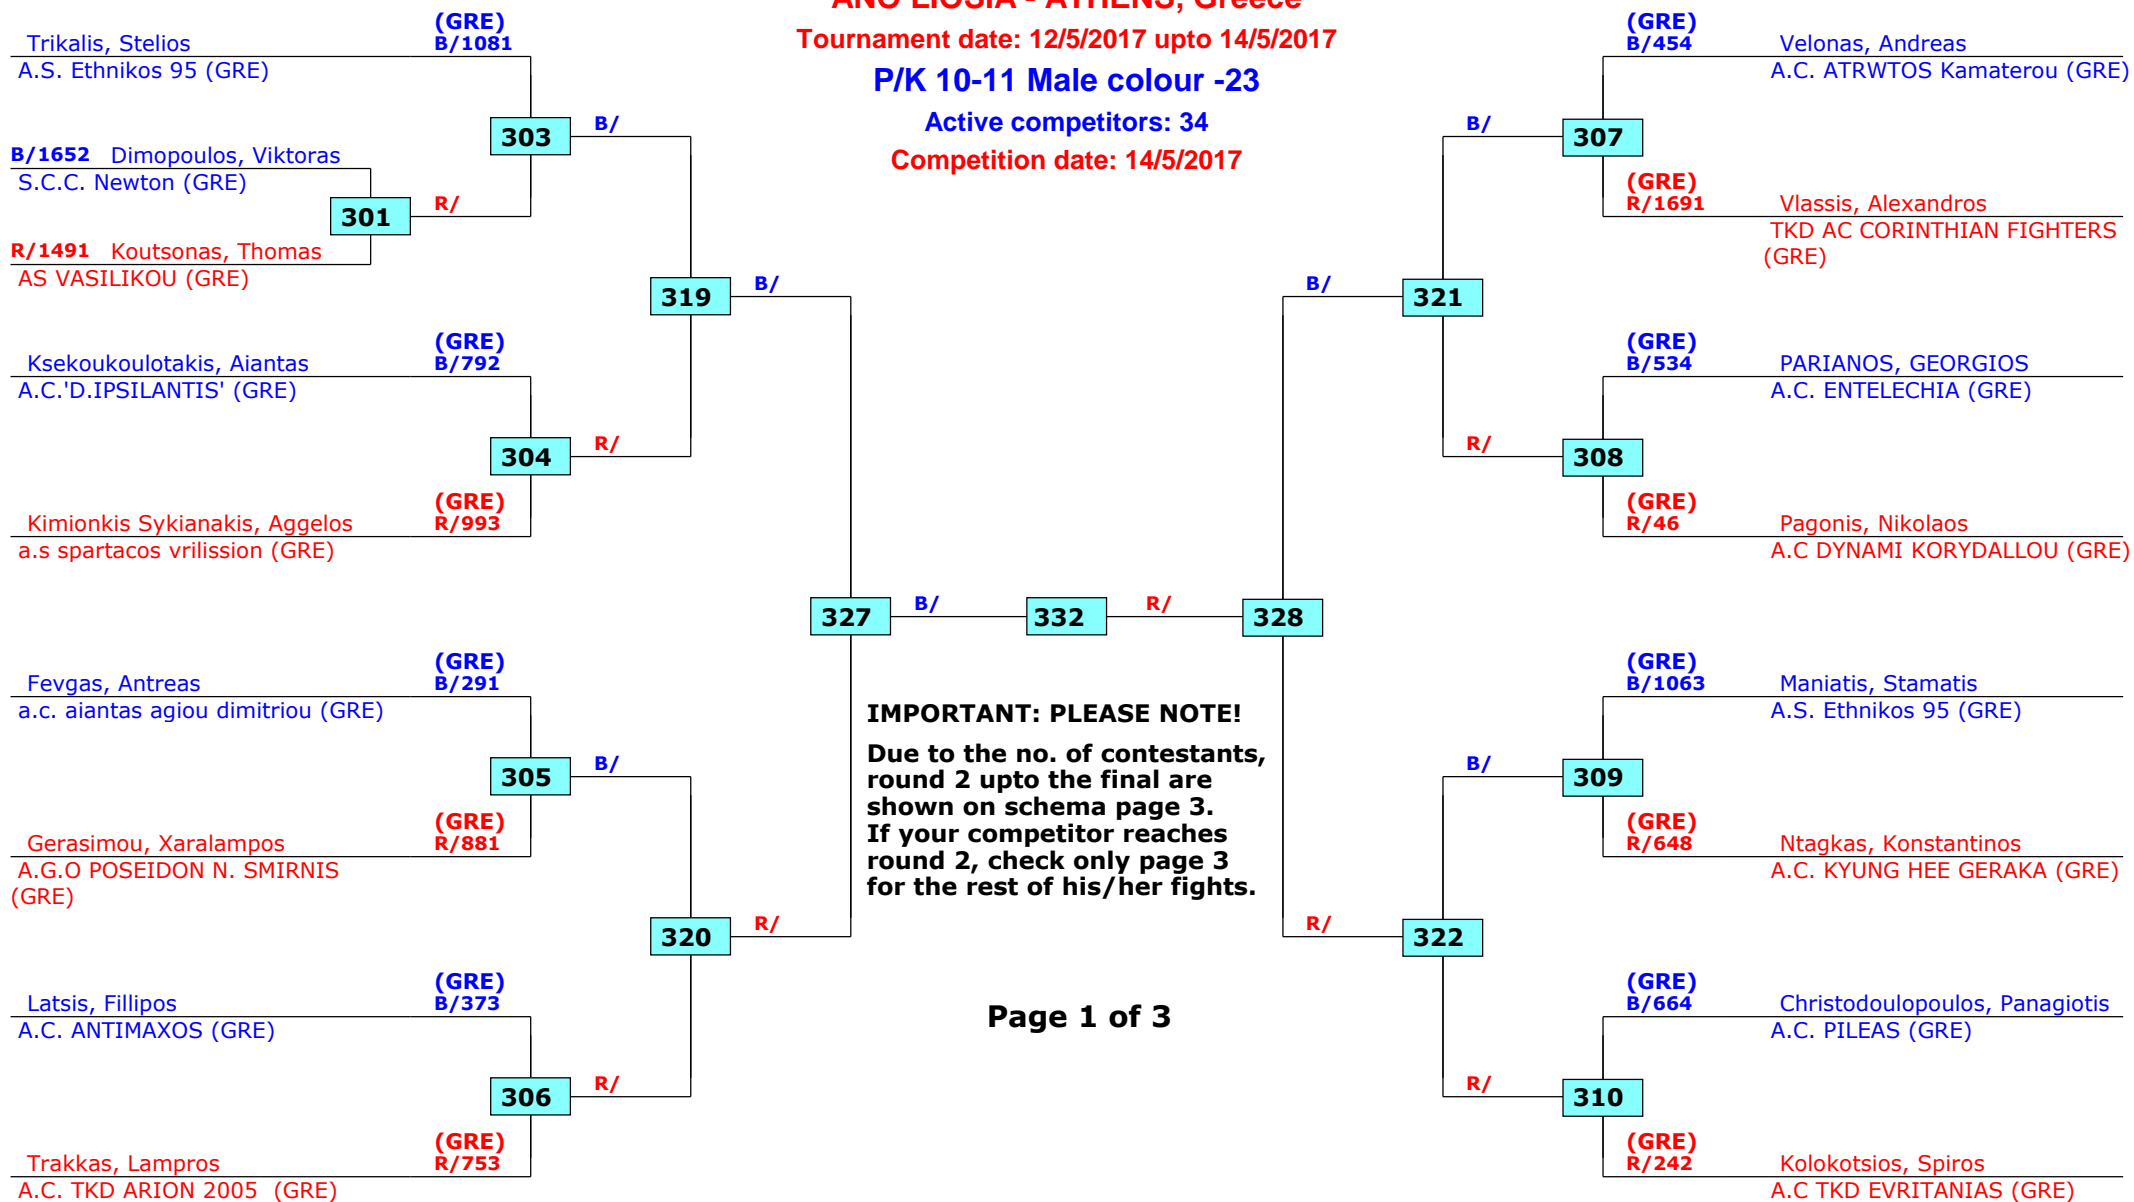 ANO LIOSIA - ATHENS, Greece
Tournament date: 12/5/2017 upto 14/5/2017
P/K 10-11 Male colour -23
Active competitors: 34
Competition date: 14/5/2017
(GRE)
Trikalis, Stelios B/1081
A.S. Ethnikos 95 (GRE)
303
B/
B/1652 Dimopoulos, Viktoras
S.C.C. Newton (GRE)
301
R/
R/1491 Koutsonas, Thomas
AS VASILIKOU (GRE)
319
B/
(GRE)
Ksekoukoulotakis, Aiantas B/792
A.C.'D.IPSILANTIS' (GRE)
304
R/
(GRE)
Kimionkis Sykianakis, Aggelos R/993
a.s spartacos vrilission (GRE)
327
B/
332
R/
328
(GRE)
Fevgas, Antreas B/291
a.c. aiantas agiou dimitriou (GRE)
305
B/
(GRE)
Gerasimou, Xaralampos R/881
A.G.O POSEIDON N. SMIRNIS
(GRE)
320
R/
(GRE)
Latsis, Fillipos B/373
A.C. ANTIMAXOS (GRE)
306
R/
(GRE)
Trakkas, Lampros R/753
A.C. TKD ARION 2005 (GRE)
IMPORTANT: PLEASE NOTE!
Due to the no. of contestants,
round 2 upto the final are
shown on schema page 3.
If your competitor reaches
round 2, check only page 3
for the rest of his/her fights.
Page 1 of 3
(GRE)
B/454 Velonas, Andreas
A.C. ATRWTOS Kamaterou (GRE)
B/
307
(GRE)
R/1691 Vlassis, Alexandros
TKD AC CORINTHIAN FIGHTERS
(GRE)
B/
321
(GRE)
B/534 PARIANOS, GEORGIOS
A.C. ENTELECHIA (GRE)
R/
308
(GRE)
R/46 Pagonis, Nikolaos
A.C DYNAMI KORYDALLOU (GRE)
(GRE)
B/1063 Maniatis, Stamatis
A.S. Ethnikos 95 (GRE)
B/
309
(GRE)
R/648 Ntagkas, Konstantinos
A.C. KYUNG HEE GERAKA (GRE)
R/
322
(GRE)
B/664 Christodoulopoulos, Panagiotis
A.C. PILEAS (GRE)
R/
310
(GRE)
R/242 Kolokotsios, Spiros
A.C TKD EVRITANIAS (GRE)